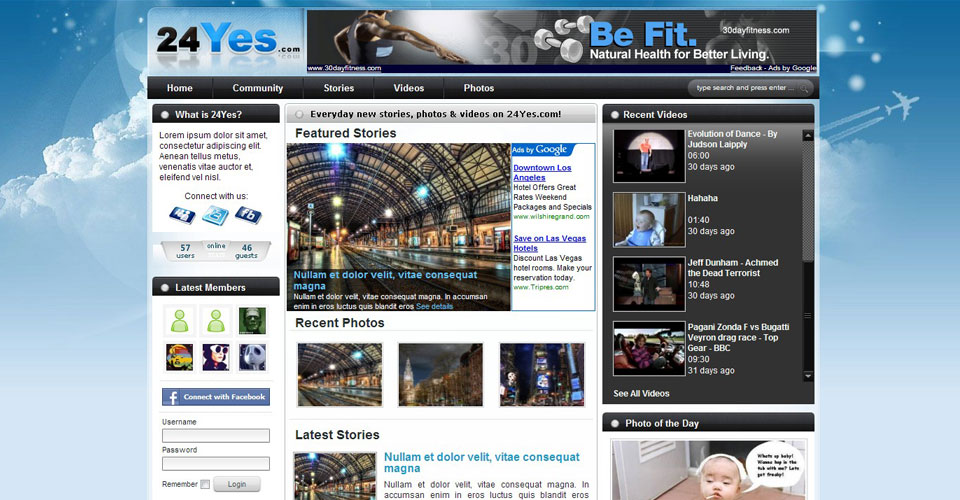 24Yes.com
Be Fit.
30dayfitness.com
Natural Health for Better Living.
www.30dayfitness.com
Feedback - Ads by Google
Home
Community
Stories
Videos
Photos
type search and press enter ...
What is 24Yes?
Lorem ipsum dolor sit amet,
consectetur adipiscing elit.
Aenean tellus metus,
venenatis vitae auctor et,
eleifend vel nisl.
Connect with us:
57
users
online
46
guests
Latest Members
Connect with Facebook
Username
Password
Remember
Login
Everyday new stories, photos & videos on 24Yes.com!
Featured Stories
Nullam et dolor velit, vitae consequat
magna
Nullam et dolor velit, vitae consequat magna. In accumsan
enim in eros luctus quis blandit eros See details
Ads by Google
Downtown Los
Angeles
Hotel Offers Great
Rates Weekend
Packages and Specials
www.wilshiregrand.com
Save on Las Vegas
Hotels
Discount Las Vegas
hotel rooms. Make your
reservation today.
www.Tripres.com
Recent Photos
Latest Stories
Nullam et dolor velit, vitae consequat
magna
Nullam et dolor velit, vitae consequat magna. In
accumsan enim in eros luctus quis blandit eros
Recent Videos
Evolution of Dance - By
Judson Laipply
06:00
30 days ago
Hahaha
01:40
30 days ago
Jeff Dunham - Achmed
the Dead Terrorist
10:48
30 days ago
Pagani Zonda F vs Bugatti
Veyron drag race - Top
Gear - BBC
09:30
31 days ago
See All Videos
Photo of the Day
Whats up baby!
Wanna hop in the
tub with me? Lets
get freaky!